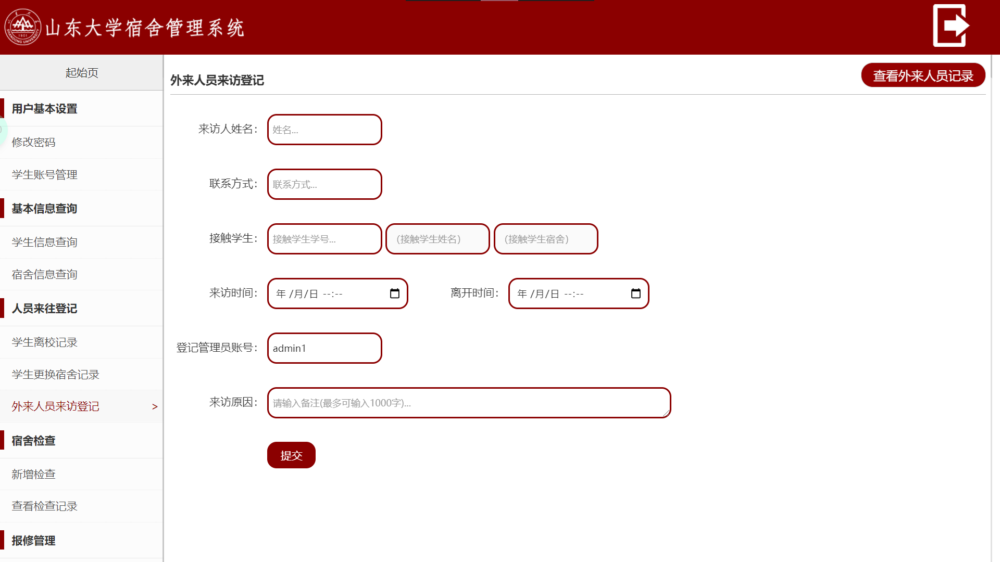 山东大学宿舍管理系统
SHANDONG UNIVERSITY
1901
起始页
用户基本设置
修改密码
学生账号管理
基本信息查询
学生信息查询
宿舍信息查询
人员来往登记
学生离校记录
学生更换宿舍记录
外来人员来访登记 >
宿舍检查
新增检查
查看检查记录
报修管理
外来人员来访登记
查看外来人员记录
来访人姓名： 姓名...
联系方式： 联系方式...
接触学生： 接触学生学号... （接触学生姓名） （接触学生宿舍）
来访时间： 年 /月/日 --:-- 离开时间： 年 /月/日 --:--
登记管理员账号： admin1
来访原因： 请输入备注(最多可输入1000字)...
提交